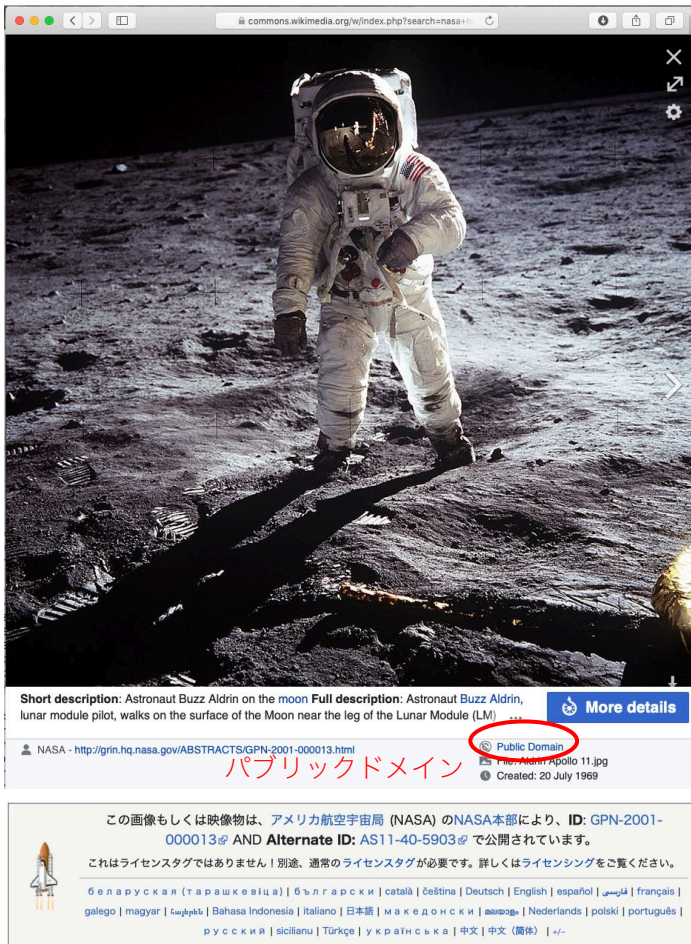 commons.wikimedia.org/w/index.php?search=nasa+m
Short description: Astronaut Buzz Aldrin on the moon Full description: Astronaut Buzz Aldrin,
lunar module pilot, walks on the surface of the Moon near the leg of the Lunar Module (LM) ...
More details
NASA - http://grin.hq.nasa.gov/ABSTRACTS/GPN-2001-000013.html
Public Domain
パブリックドメイン
File: Aldrin Apollo 11.jpg
Created: 20 July 1969
この画像もしくは映像物は、アメリカ航空宇宙局 (NASA) のNASA本部により、ID: GPN-2001-
000013 AND Alternate ID: AS11-40-5903 で公開されています。
これはライセンスタグではありません！別途、通常のライセンスタグが必要です。詳しくはライセンシングをご覧ください。
беларуская (тарашкевіца) | български | català | čeština | Deutsch | English | español | فارسی | français |
galego | magyar | հայերեն | Bahasa Indonesia | italiano | 日本語 | македонски | മലയാളം | Nederlands | polski | português |
русский | sicilianu | Türkçe | українська | 中文 | 中文（简体） | +/−